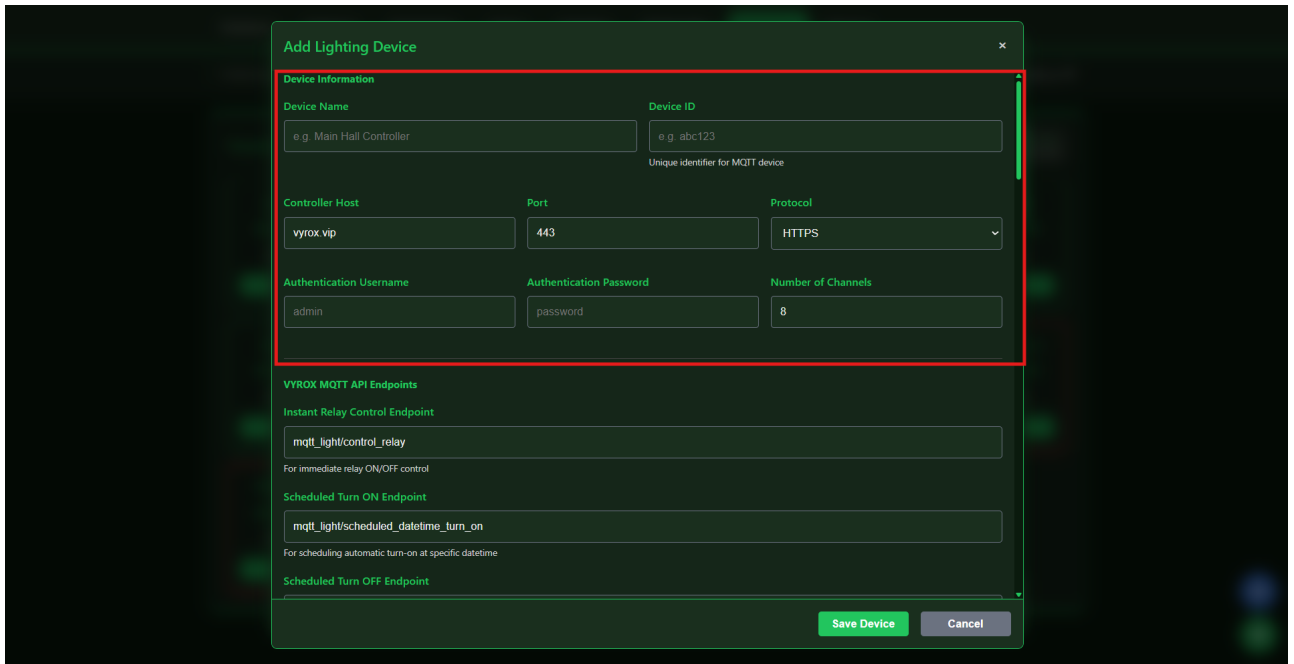 Add Lighting Device
×
Device Information
Device Name Device ID
e.g. Main Hall Controller e.g. abc123
Unique identifier for MQTT device
Controller Host Port Protocol
vyrox.vip 443 HTTPS
Authentication Username Authentication Password Number of Channels
admin password 8
VYROX MQTT API Endpoints
Instant Relay Control Endpoint
mqtt_light/control_relay
For immediate relay ON/OFF control
Scheduled Turn ON Endpoint
mqtt_light/scheduled_datetime_turn_on
For scheduling automatic turn-on at specific datetime
Scheduled Turn OFF Endpoint
Save Device Cancel